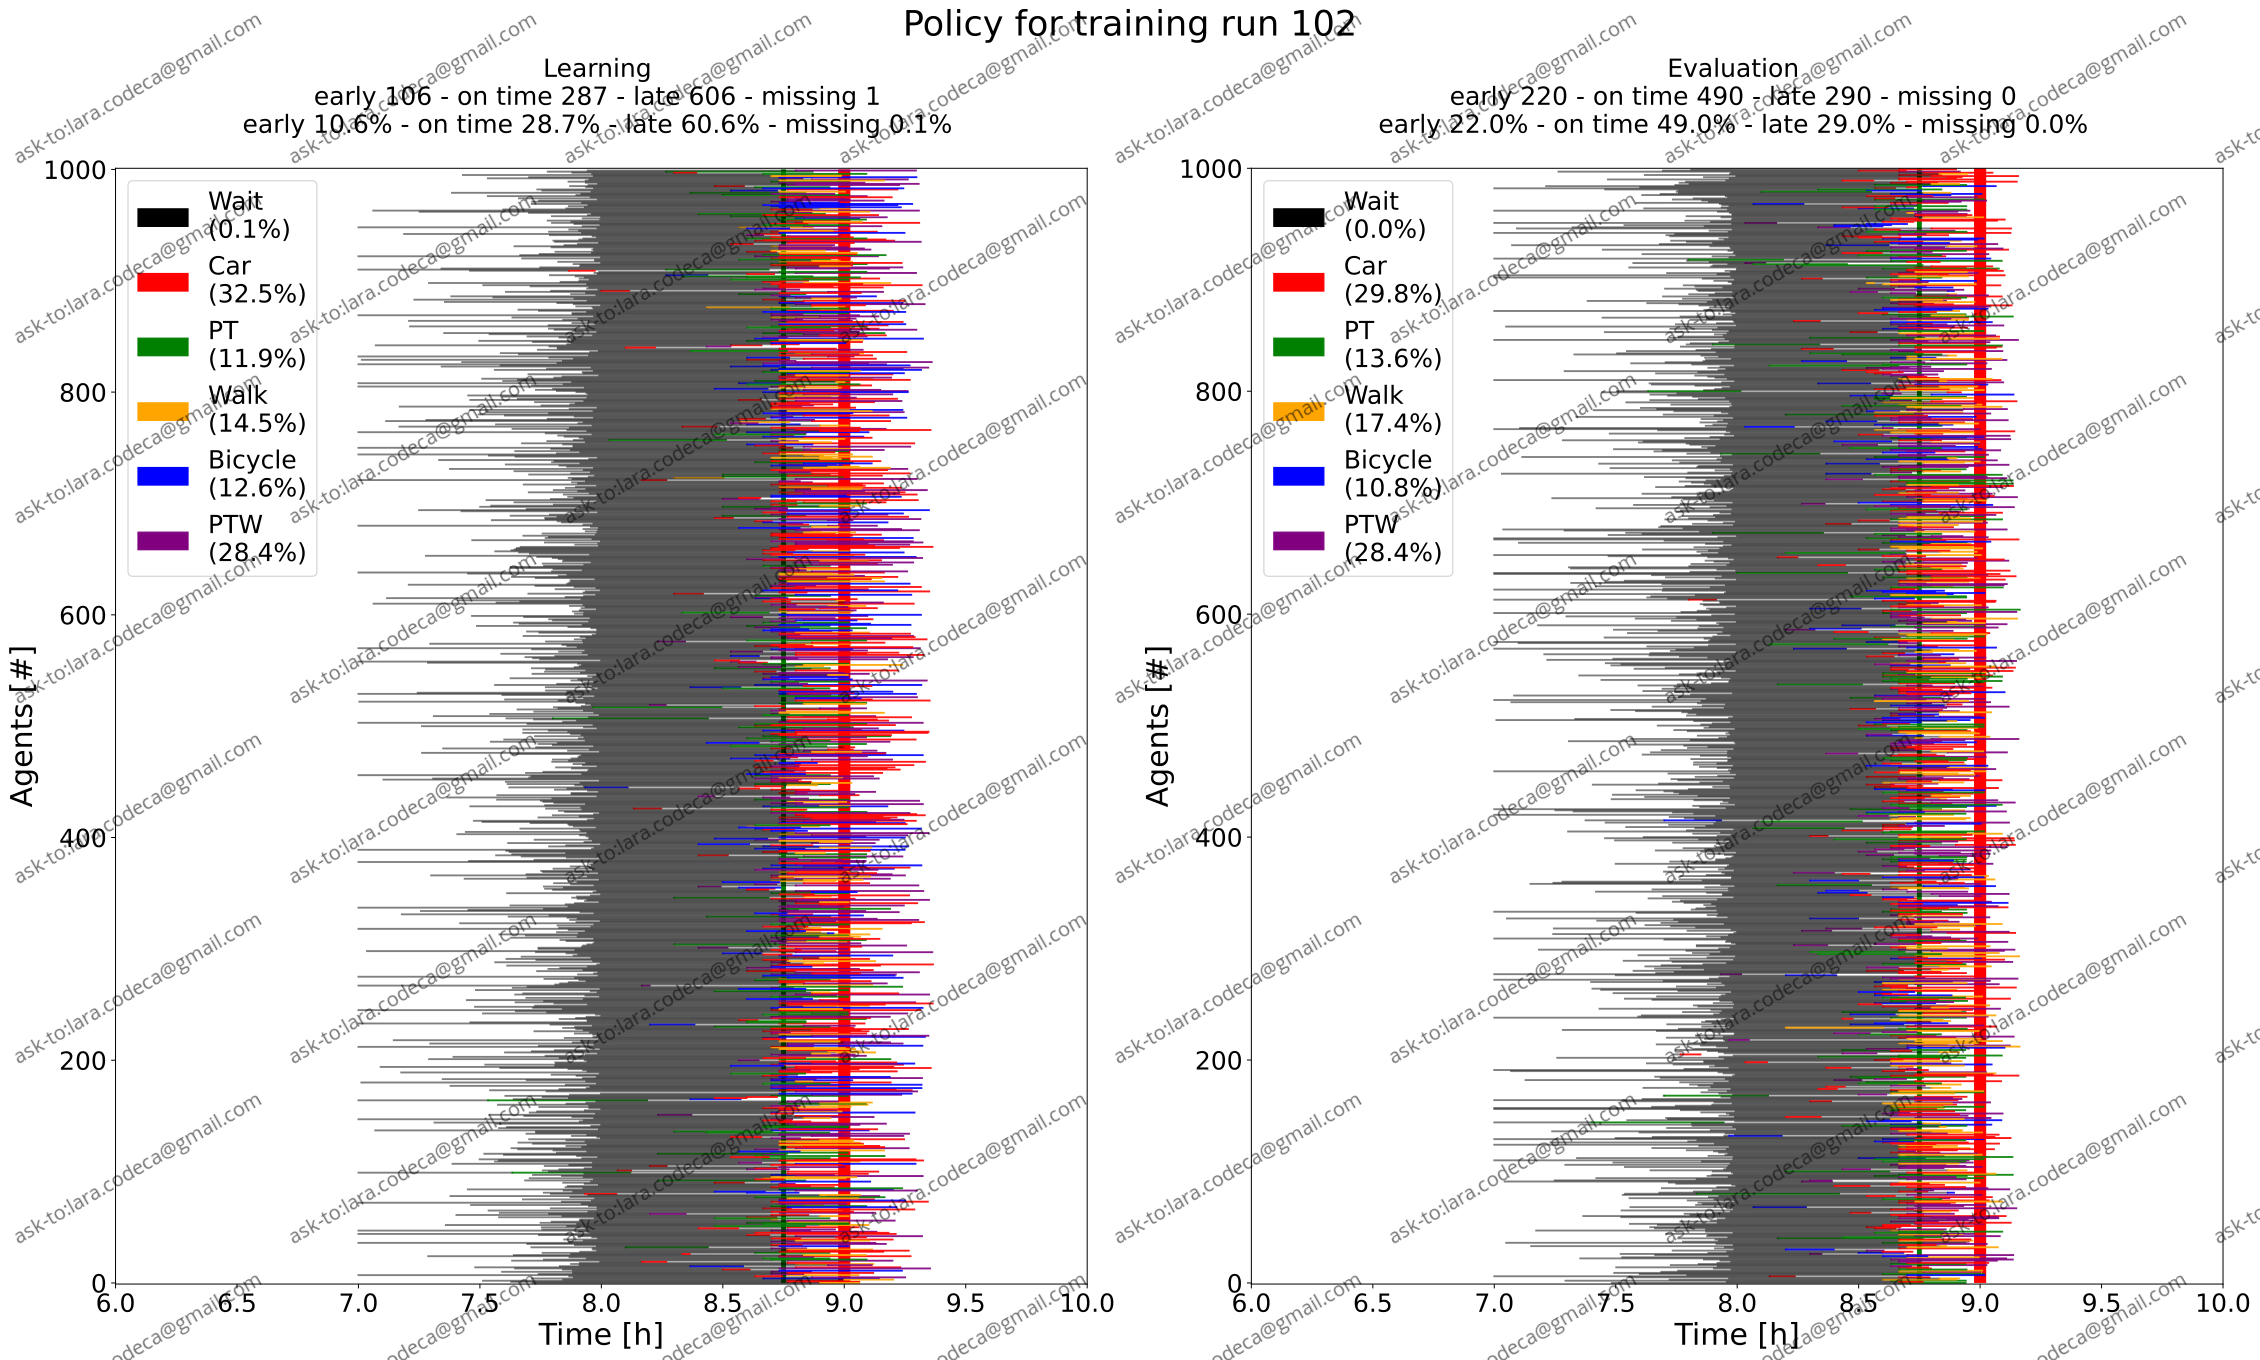 Policy for training run 102
Learning
early 106 - on time 287 - late 606 - missing 1
early 10.6% - on time 28.7% - late 60.6% - missing 0.1%
1000
800
600
400
200
0
Agents [#]
Wait
(0.1%)
Car
(32.5%)
PT
(11.9%)
Walk
(14.5%)
Bicycle
(12.6%)
PTW
(28.4%)
6.0 6.5 7.0 7.5 8.0 8.5 9.0 9.5 10.0
Time [h]
Evaluation
early 220 - on time 490 - late 290 - missing 0
early 22.0% - on time 49.0% - late 29.0% - missing 0.0%
1000
800
600
400
200
0
Agents [#]
Wait
(0.0%)
Car
(29.8%)
PT
(13.6%)
Walk
(17.4%)
Bicycle
(10.8%)
PTW
(28.4%)
6.0 6.5 7.0 7.5 8.0 8.5 9.0 9.5 10.0
Time [h]
ask-to:lara.codeca@gmail.com